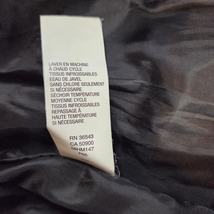 LAVER EN MACHINE
À CHAUD CYCLE
TISSUS INFROISSABLES
EAU DE JAVEL
SANS CHLORE SEULEMENT
SI NÉCESSAIRE
SÉCHOIR TEMPÉRATURE
MOYENNE CYCLE
TISSUS INFROISSABLES
REPASSAGE À
HAUTE TEMPÉRATURE
SI NÉCESSAIRE
RN 36543
CA 50900